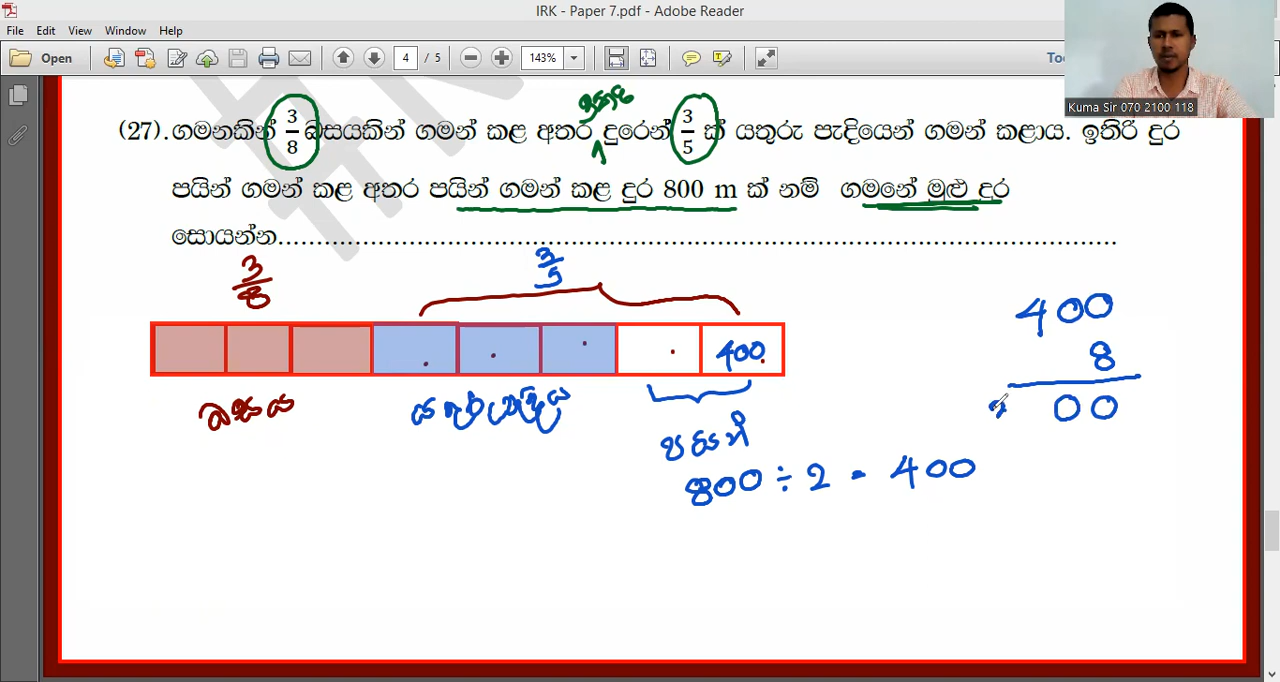 IRK - Paper 7.pdf - Adobe Reader
File Edit View Window Help
Open 4 / 5 143% Too
Kuma Sir 070 2100 118
ඉතිරි
(27). ගමනකින් 3/8 බසයකින් ගමන් කළ අතර දුරෙන් 3/5 ක් යතුරු පැදියෙන් ගමන් කළාය. ඉතිරි දුර
පයින් ගමන් කළ අතර පයින් ගමන් කළ දුර 800 m ක් නම් ගමනේ මුළු දුර
සොයන්න....................
3/8 3/5
400
8
00
400
බසය යතුරුපැදිය
පයින්
800 ÷ 2 = 400